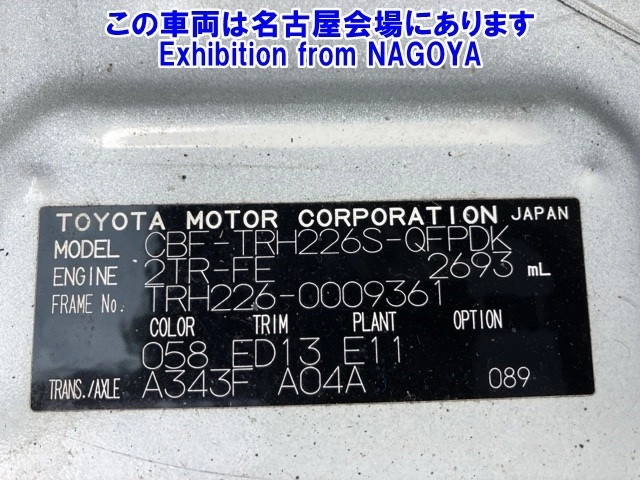 この車両は名古屋会場にあります
Exhibition from NAGOYA
TOYOTA MOTOR CORPORATION JAPAN
MODEL CBF-TRH226S-QFPDK
ENGINE 2TR-FE 2693 mL
FRAME No. TRH226-0009361
COLOR TRIM PLANT OPTION
058 ED13 E11
TRANS./AXLE A343F A04A 089